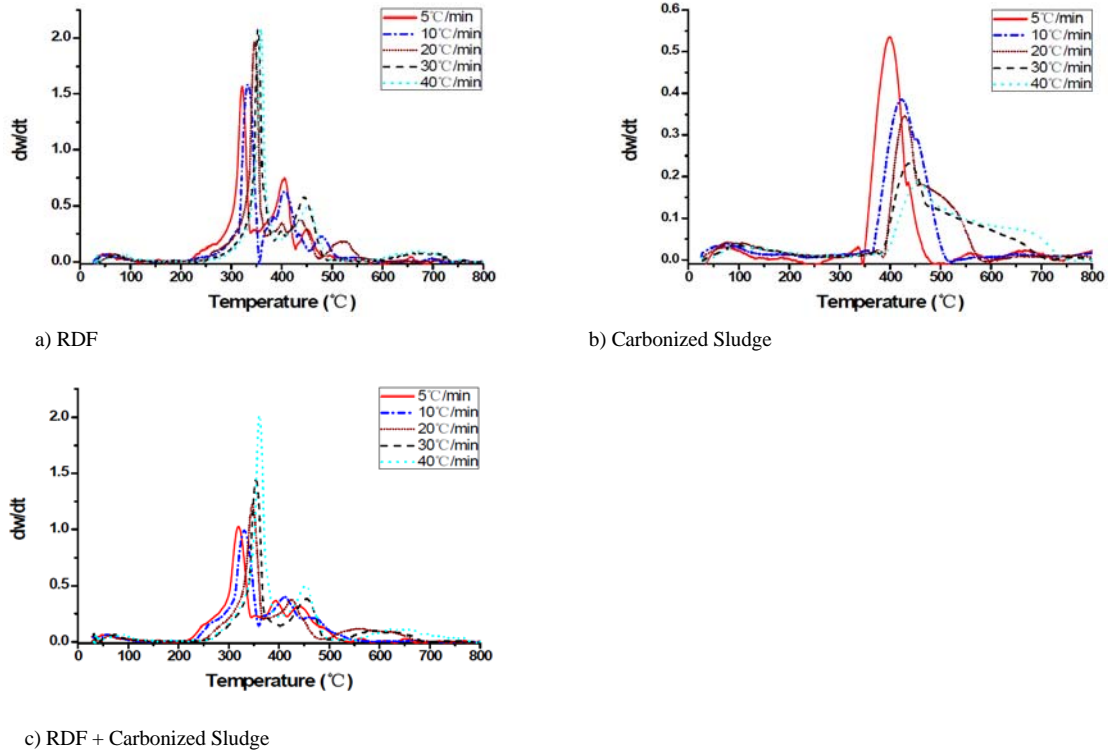 2.0
1.5
1.0
0.5
0.0
dw/dt
5℃/min
10℃/min
20℃/min
30℃/min
40℃/min
0 100 200 300 400 500 600 700 800
Temperature (℃)
a) RDF
0.6
0.5
0.4
0.3
0.2
0.1
0.0
dw/dt
5℃/min
10℃/min
20℃/min
30℃/min
40℃/min
0 100 200 300 400 500 600 700 800
Temperature (℃)
b) Carbonized Sludge
2.0
1.5
1.0
0.5
0.0
dw/dt
5℃/min
10℃/min
20℃/min
30℃/min
40℃/min
0 100 200 300 400 500 600 700 800
Temperature (℃)
c) RDF + Carbonized Sludge